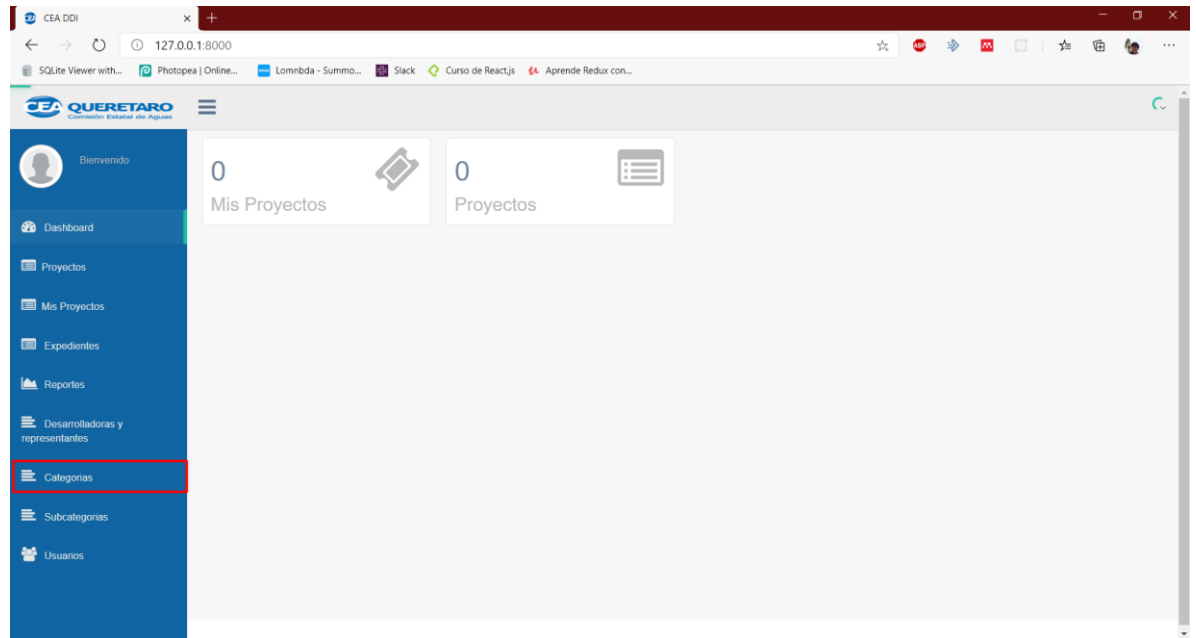 CEA DDI
127.0.0.1:8000
SQLite Viewer with...
Photopea | Online...
Lomnbda - Summo...
Slack
Curso de React.js
Aprende Redux con...
CEA QUERETARO
Comisión Estatal de Aguas
Bienvenido
0
Mis Proyectos
0
Proyectos
Dashboard
Proyectos
Mis Proyectos
Expedientes
Reportes
Desarrolladoras y
representantes
Categorias
Subcategorias
Usuarios
ABP